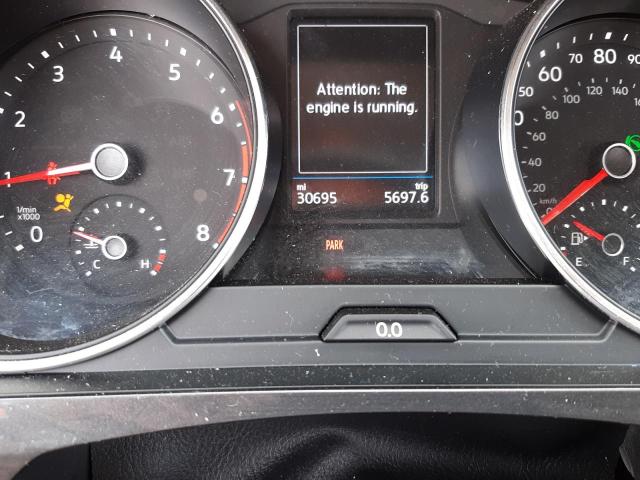 Attention: The
engine is running.
mi trip
30695 5697.6
PARK
0.0
1 2 3 4 5 6 7 8
1/min
x1000
0
C H
60 70 80 90
50
100 120 140
80
60
40
20
km/h
E F